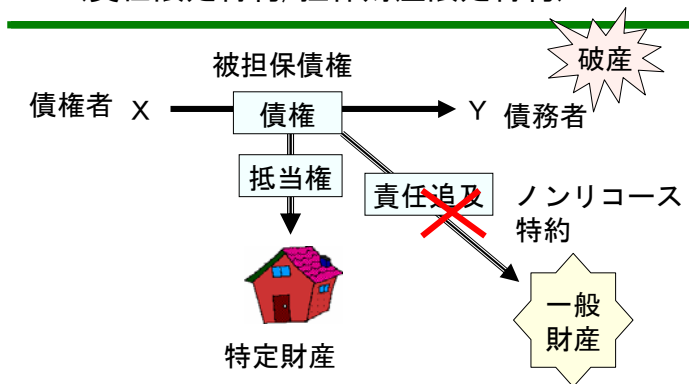 破産
被担保債権
債権者 X
債権
Y 債務者
抵当権
責任追及
ノンリコース
特約
一般
財産
特定財産